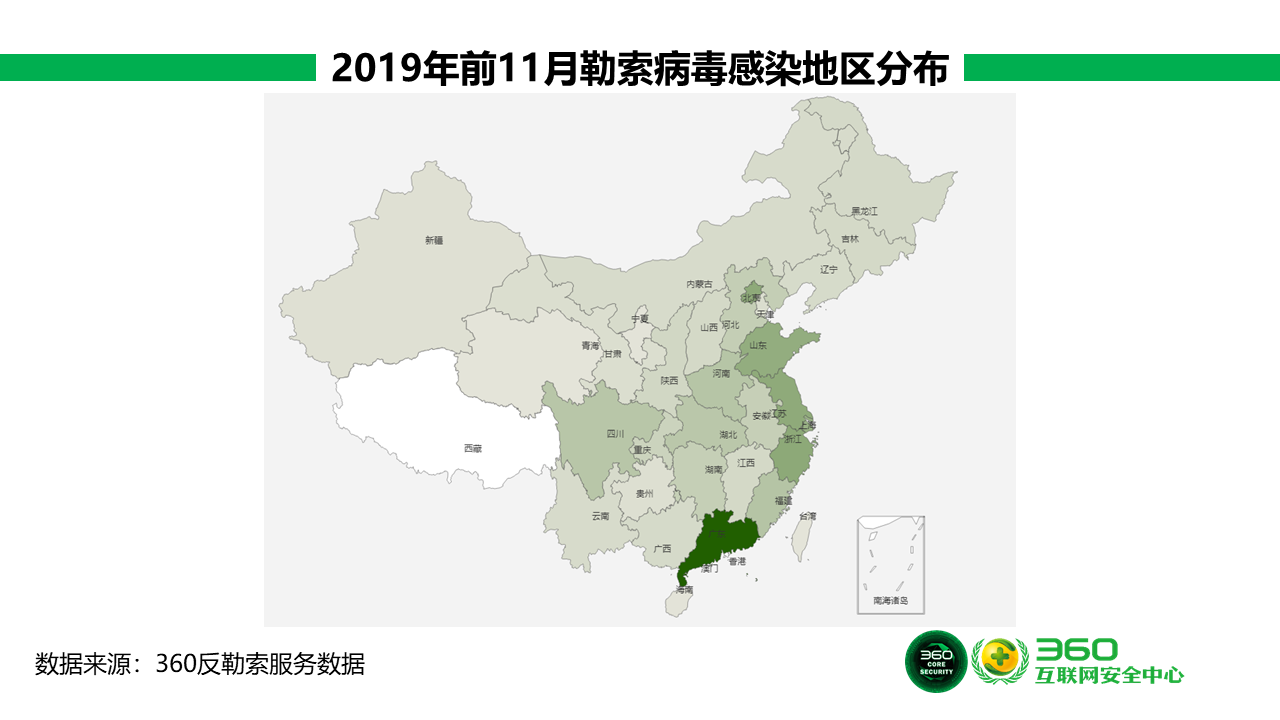 2019年前11月勒索病毒感染地区分布
黑龙江
吉林
新疆
辽宁
内蒙古
北京
天津
宁夏
山西
河北
青海
甘肃
山东
河南
陕西
安徽
江苏
四川
上海
湖北
浙江
重庆
西藏
湖南
江西
贵州
福建
云南
台湾
广东
广西
香港
澳门
海南
南海诸岛
数据来源：360反勒索服务数据
360
CORE
SECURITY
360
互联网安全中心